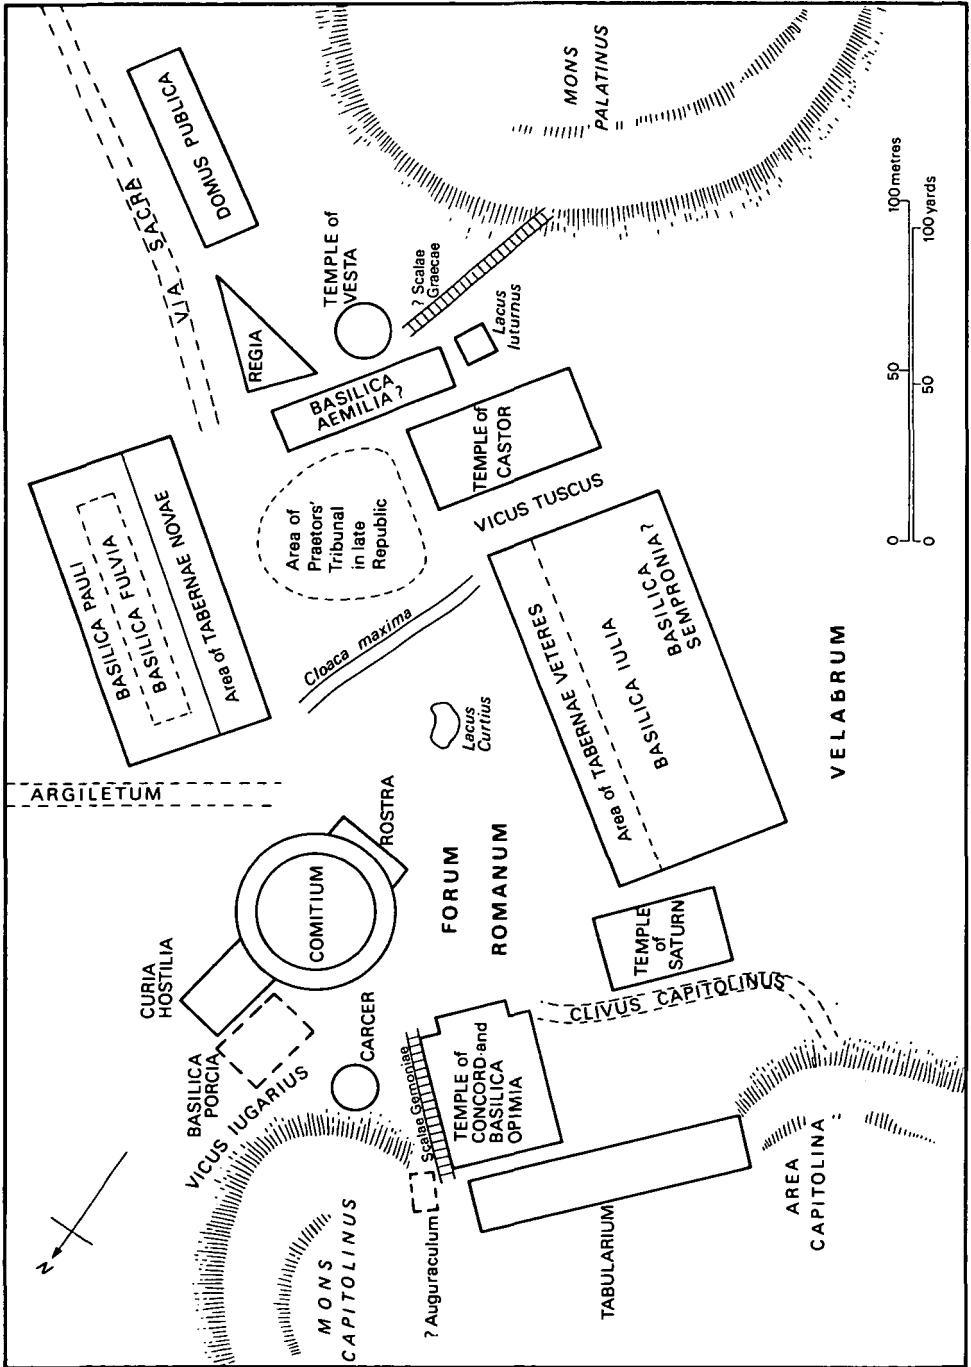 VIA SACRA
DOMUS PUBLICA
MONS
PALATINUS
REGIA
TEMPLE of
VESTA
? Scalae
Graecae
Lacus
Iuturnus
BASILICA
AEMILIA ?
TEMPLE of
CASTOR
VICUS TUSCUS
BASILICA PAULI
BASILICA FULVIA
Area of TABERNAE NOVAE
Area of
Praetors'
Tribunal
in late
Republic
Cloaca maxima
Lacus
Curtius
ARGILETUM
Area of TABERNAE VETERES
BASILICA IULIA
BASILICA ?
SEMPRONIA
VELABRUM
0
50
100 metres
0
50
100 yards
COMITIUM
ROSTRA
FORUM
ROMANUM
CURIA
HOSTILIA
BASILICA
PORCIA
VICUS IUGARIUS
CARCER
Scalae Gemoniae
TEMPLE of
CONCORD and
BASILICA
OPIMIA
TEMPLE
of
SATURN
CLIVUS CAPITOLINUS
N
MONS
CAPITOLINUS
? Auguraculum
TABULARIUM
AREA
CAPITOLINA